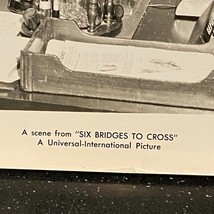 A scene from "SIX BRIDGES TO CROSS"
A Universal-International Picture